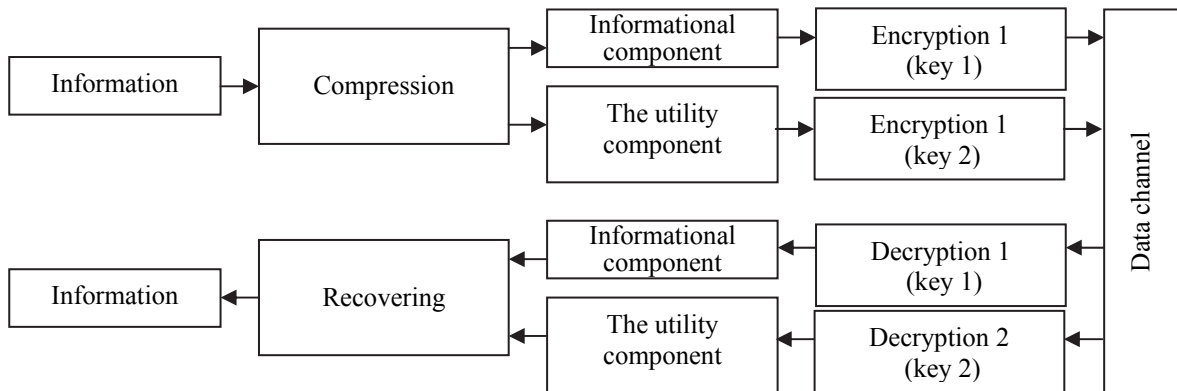 Information
Compression
Informational
component
The utility
component
Encryption 1
(key 1)
Encryption 1
(key 2)
Data channel
Information
Recovering
Informational
component
The utility
component
Decryption 1
(key 1)
Decryption 2
(key 2)